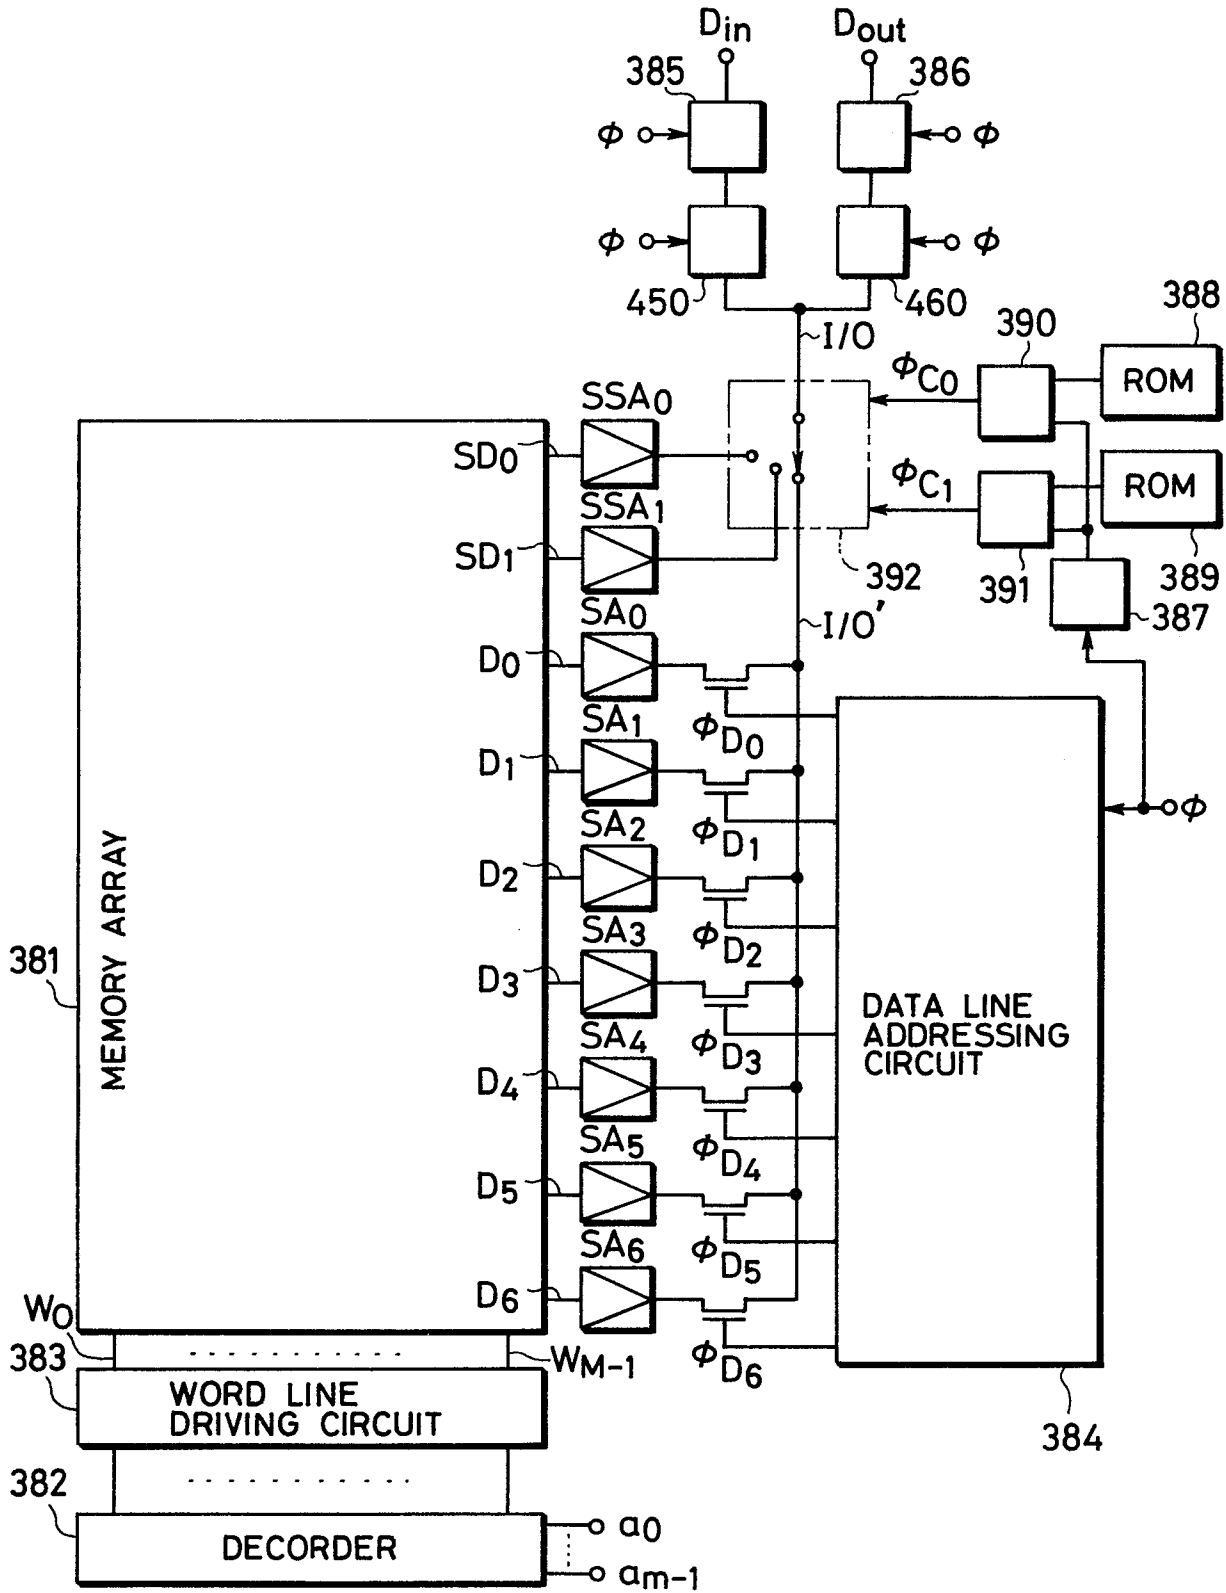 Din Dout
385 386
ϕ ϕ
ϕ ϕ
450 460
I/O
388
390
ϕC0 ROM
SSA0
SD0
ϕC1 ROM
SSA1
SD1
392 391 389
387
SA0 I/O'
D0
ϕD0
SA1
D1
ϕ
ϕD1
SA2
D2
ϕD2
SA3
D3
ϕD3
SA4
D4
ϕD4
SA5
D5
ϕD5
SA6
D6
ϕD6
381
MEMORY ARRAY
DATA LINE
ADDRESSING
CIRCUIT
384
W0
WM-1
383
WORD LINE
DRIVING CIRCUIT
382
DECORDER
a0
am-1